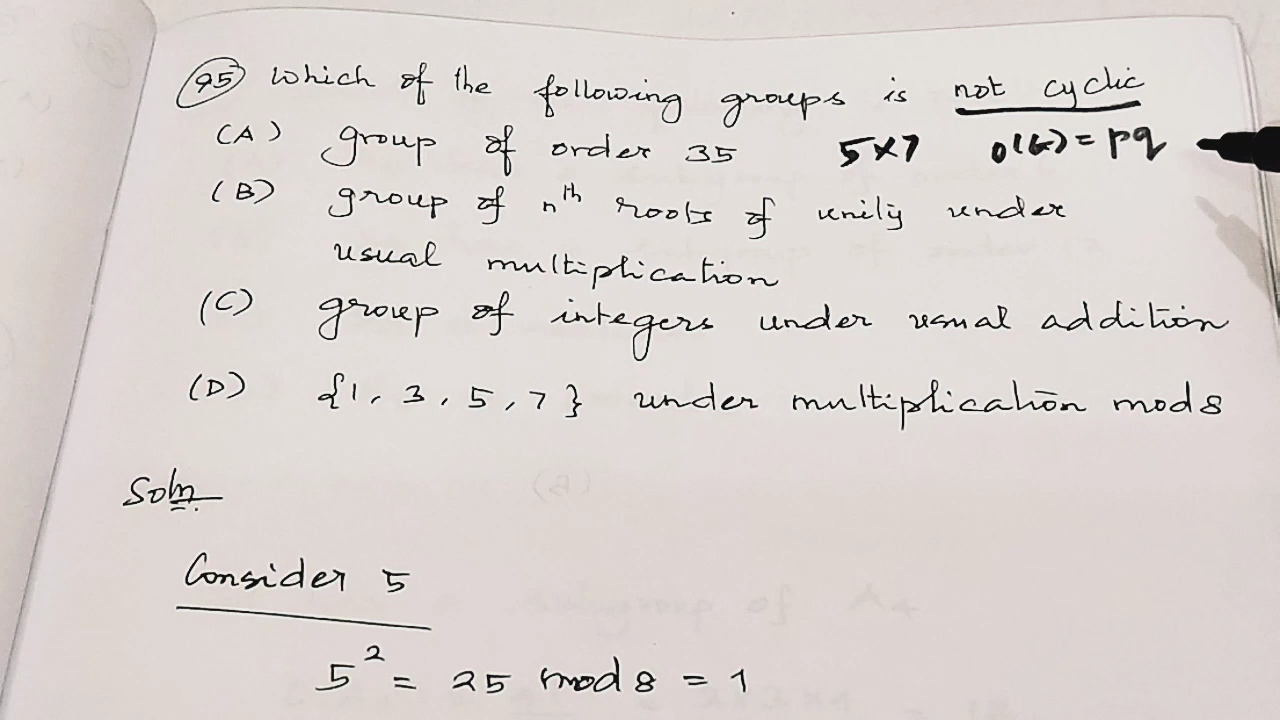 95 Which of the following groups is not cyclic
(A) group of order 35 5x7 o(G) = pq
(B) group of nth roots of unity under
usual multiplication
(C) group of integers under usual addition
(D) {1, 3, 5, 7} under multiplication mod 8
Soln.
Consider 5
5² = 25 mod 8 = 1